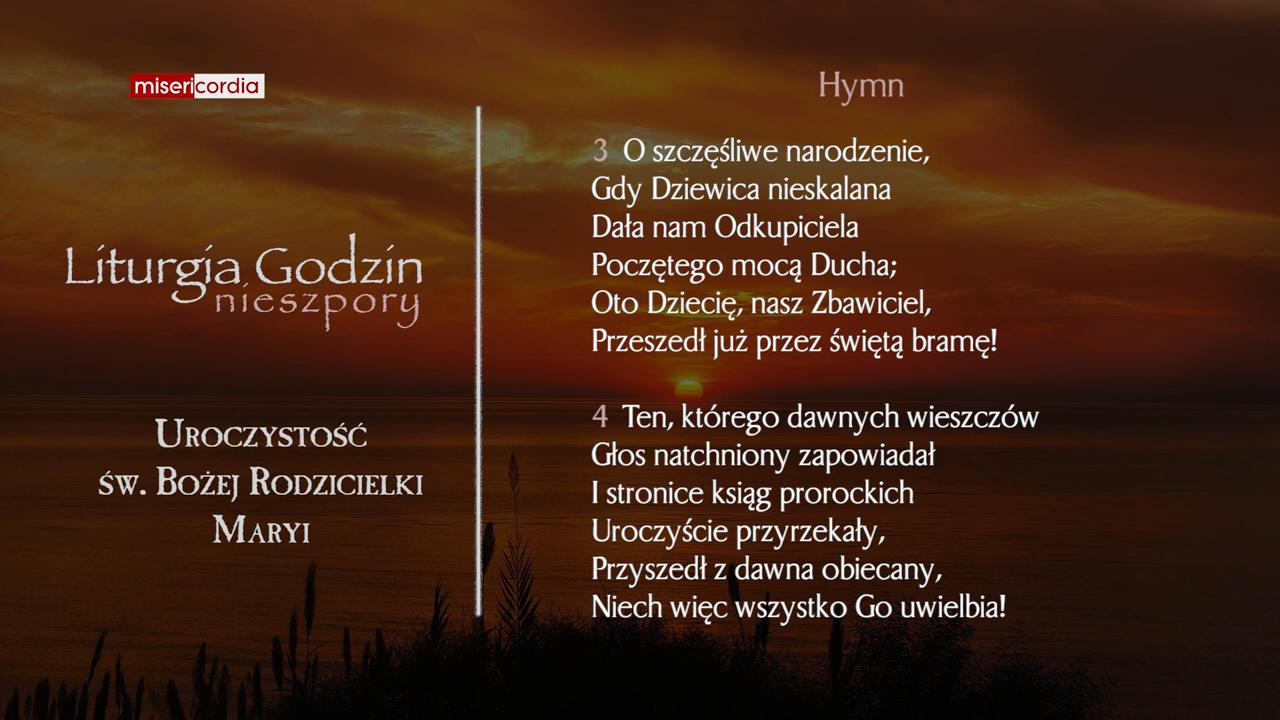 misericordia
Liturgia Godzin
nieszpory
Uroczystość
św. Bożej Rodzicielki
Maryi
Hymn
3 O szczęśliwe narodzenie,
Gdy Dziewica nieskalana
Dała nam Odkupiciela
Poczętego mocą Ducha;
Oto Dziecię, nasz Zbawiciel,
Przeszedł już przez świętą bramę!
4 Ten, którego dawnych wieszczów
Głos natchniony zapowiadał
I stronice ksiąg prorockich
Uroczyście przyrzekały,
Przyszedł z dawna obiecany,
Niech więc wszystko Go uwielbia!